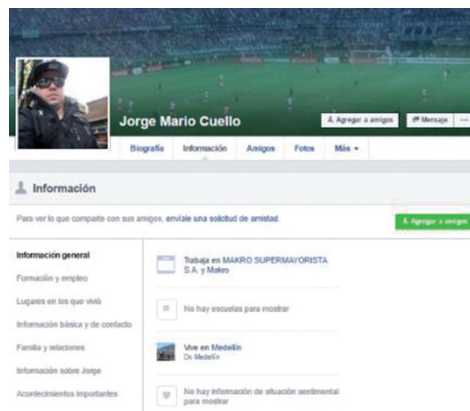 Jorge Mario Cuello
Agregar a amigos
Mensaje
...
Biografía
Información
Amigos
Fotos
Más
Información
Para ver lo que comparte con sus amigos, envíale una solicitud de amistad.
Agregar a amigos
Información general
Formación y empleo
Lugares en los que vivió
Información básica y de contacto
Familia y relaciones
Información sobre Jorge
Acontecimientos importantes
Trabaja en MAKRO SUPERMAYORISTA
S.A. y Makro
No hay escuelas para mostrar
Vive en Medellín
De Medellín
No hay información de situación sentimental
para mostrar